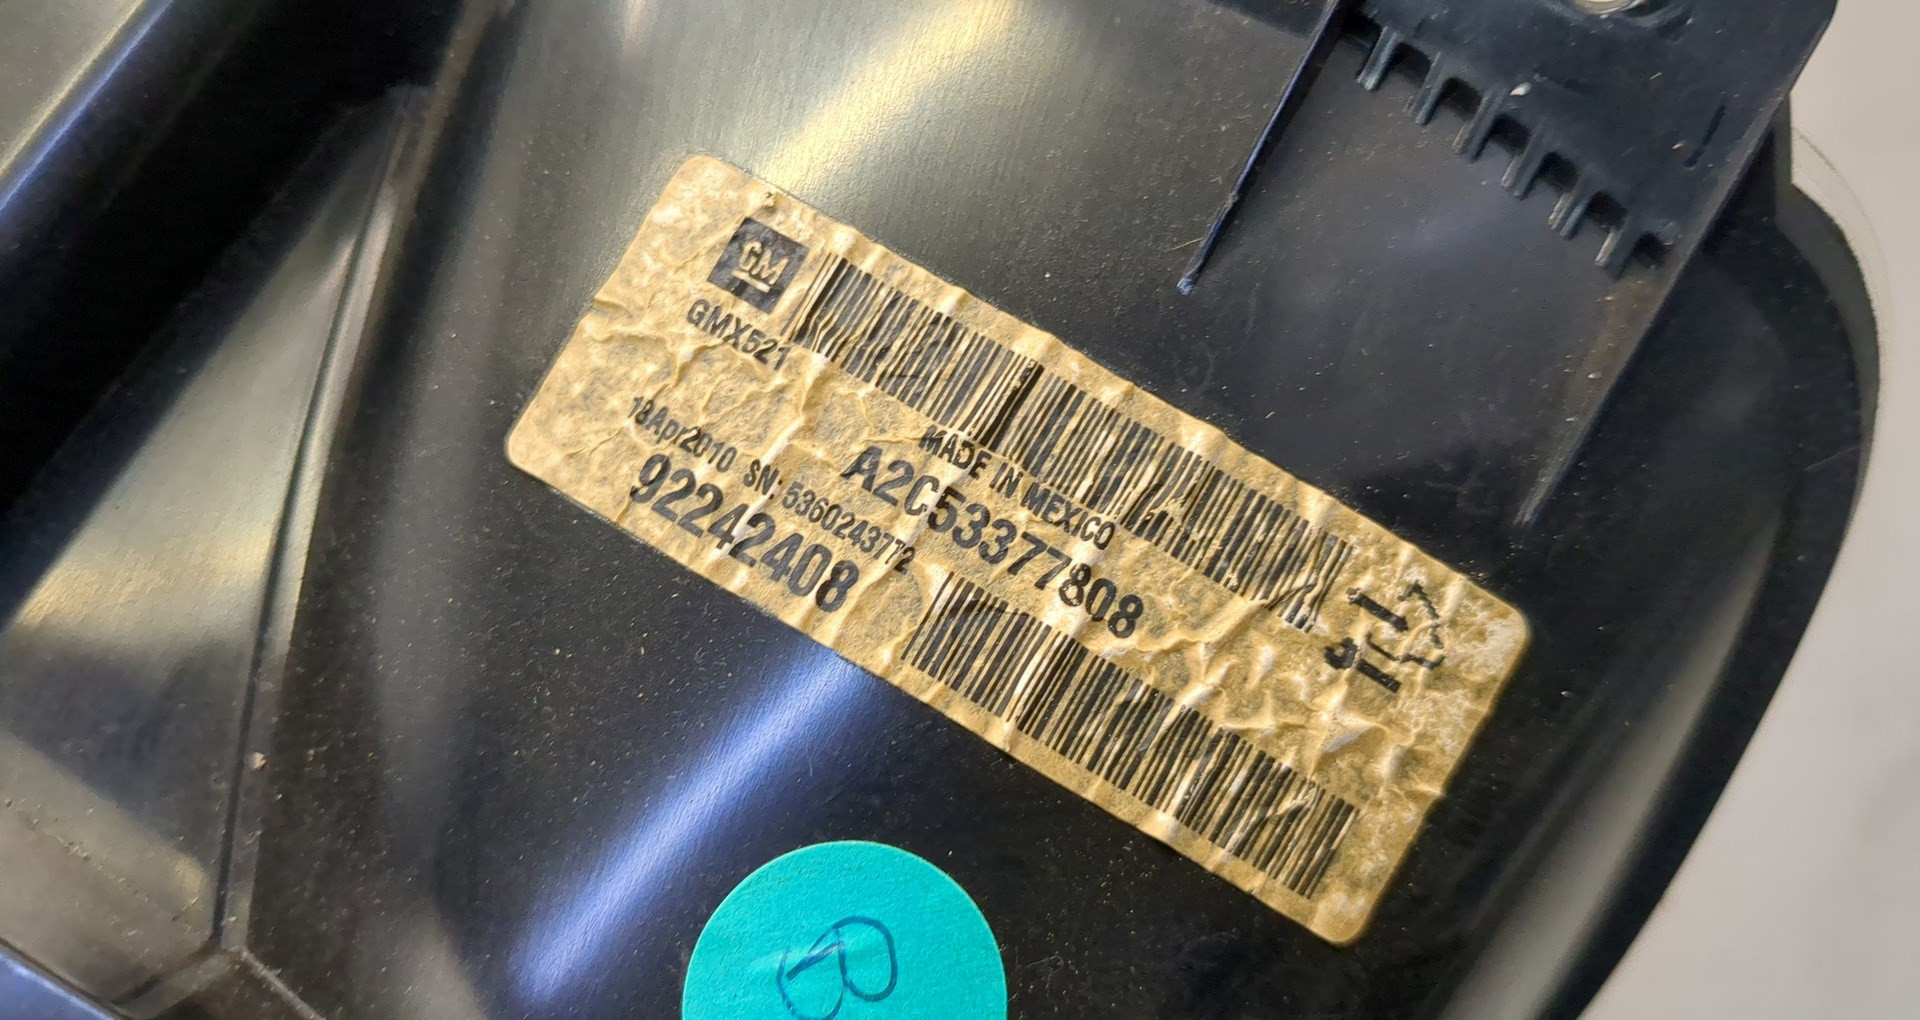 GM
GMX521
MADE IN MEXICO
A2C53377808
18Apr2010 SN: 5360243772
92242408
B